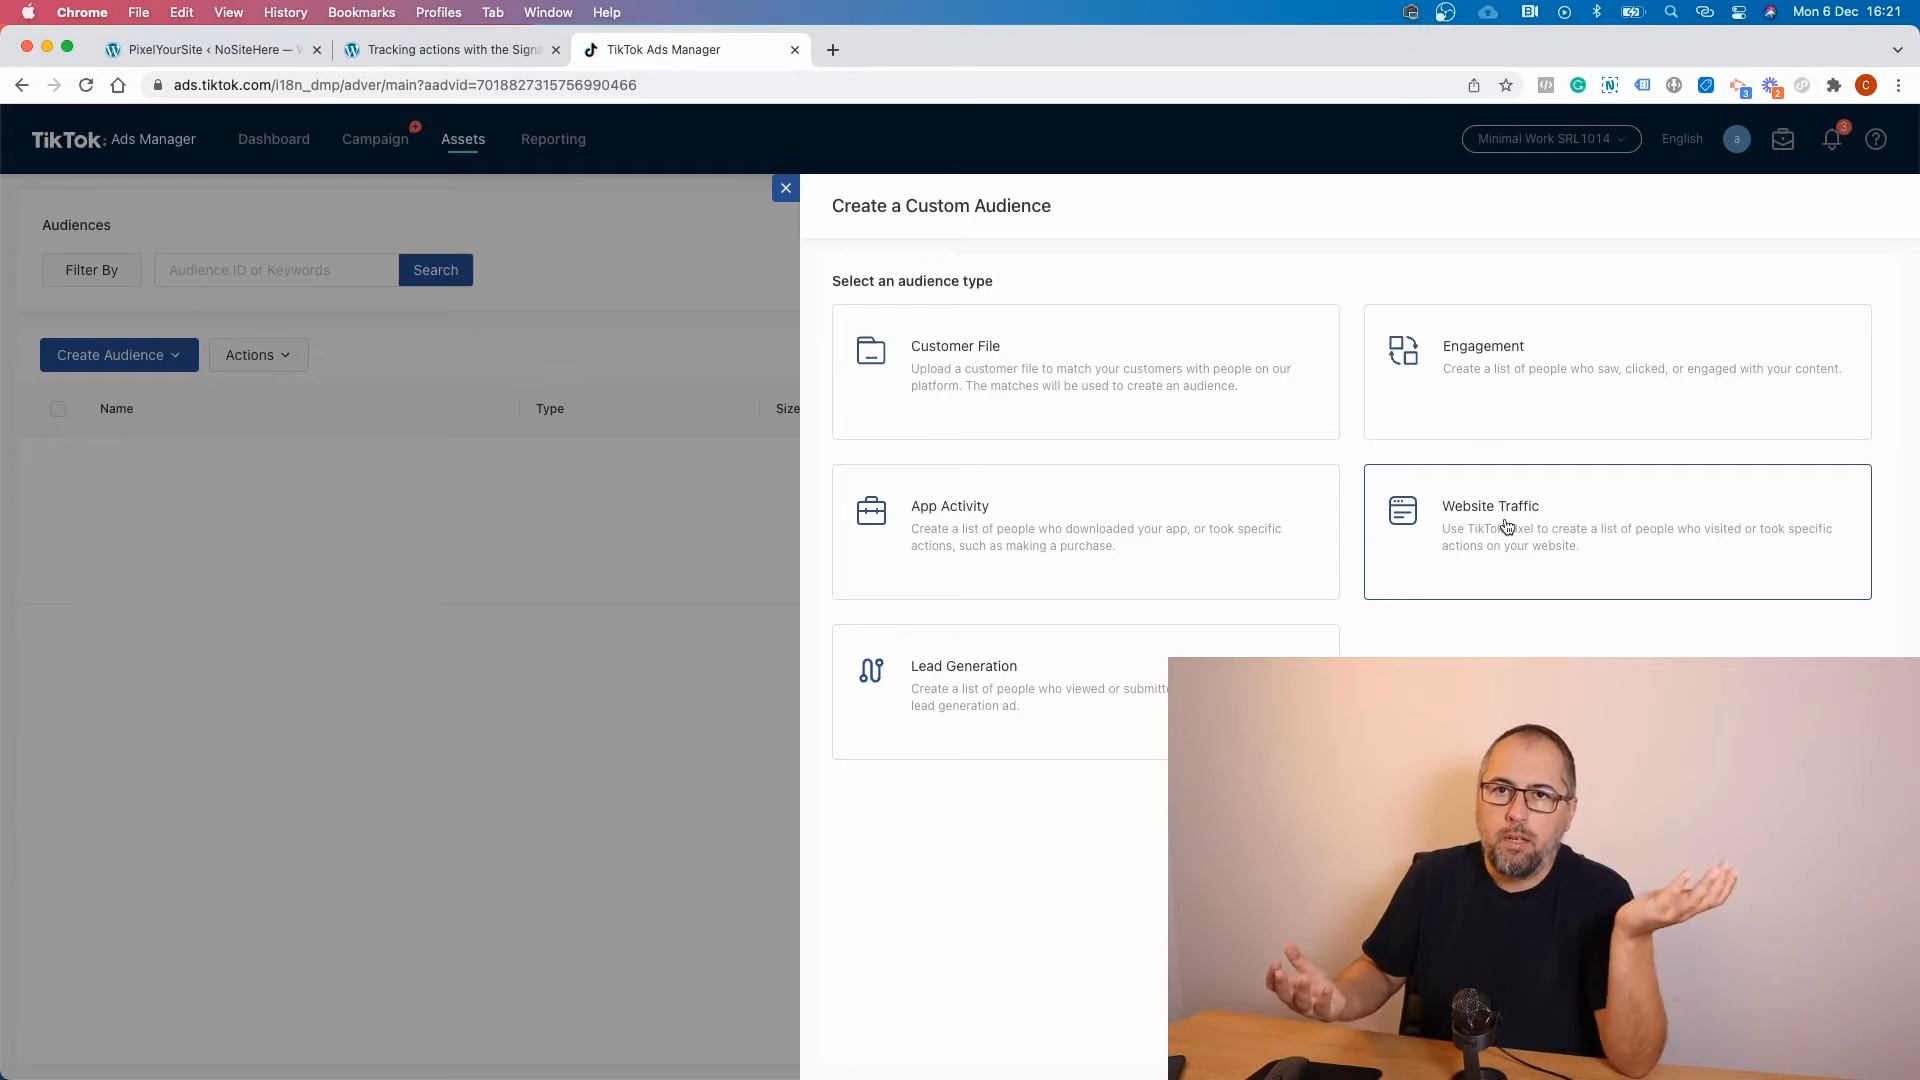 Chrome File Edit View History Bookmarks Profiles Tab Window Help
Mon 6 Dec 16:21
PixelYourSite ‹ NoSiteHere —
Tracking actions with the Signa
TikTok Ads Manager
ads.tiktok.com/i18n_dmp/adver/main?aadvid=7018827315756990466
3
2
C
TikTok: Ads Manager
Dashboard
Campaign
Assets
Reporting
Minimal Work SRL1014
English
a
3
Audiences
Filter By
Audience ID or Keywords
Search
Create Audience
Actions
Name
Type
Size
Create a Custom Audience
Select an audience type
Customer File
Upload a customer file to match your customers with people on our
platform. The matches will be used to create an audience.
Engagement
Create a list of people who saw, clicked, or engaged with your content.
App Activity
Create a list of people who downloaded your app, or took specific
actions, such as making a purchase.
Website Traffic
Use TikTok Pixel to create a list of people who visited or took specific
actions on your website.
Lead Generation
Create a list of people who viewed or submitte
lead generation ad.